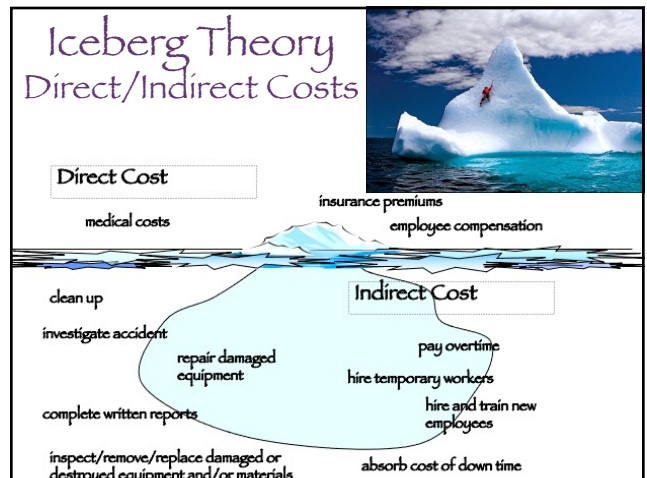 Iceberg Theory
Direct/Indirect Costs
Direct Cost
insurance premiums
medical costs
employee compensation
Indirect Cost
clean up
investigate accident
pay overtime
repair damaged
equipment
hire temporary workers
hire and train new
employees
complete written reports
inspect/remove/replace damaged or
destroyed equipment and/or materials
absorb cost of down time